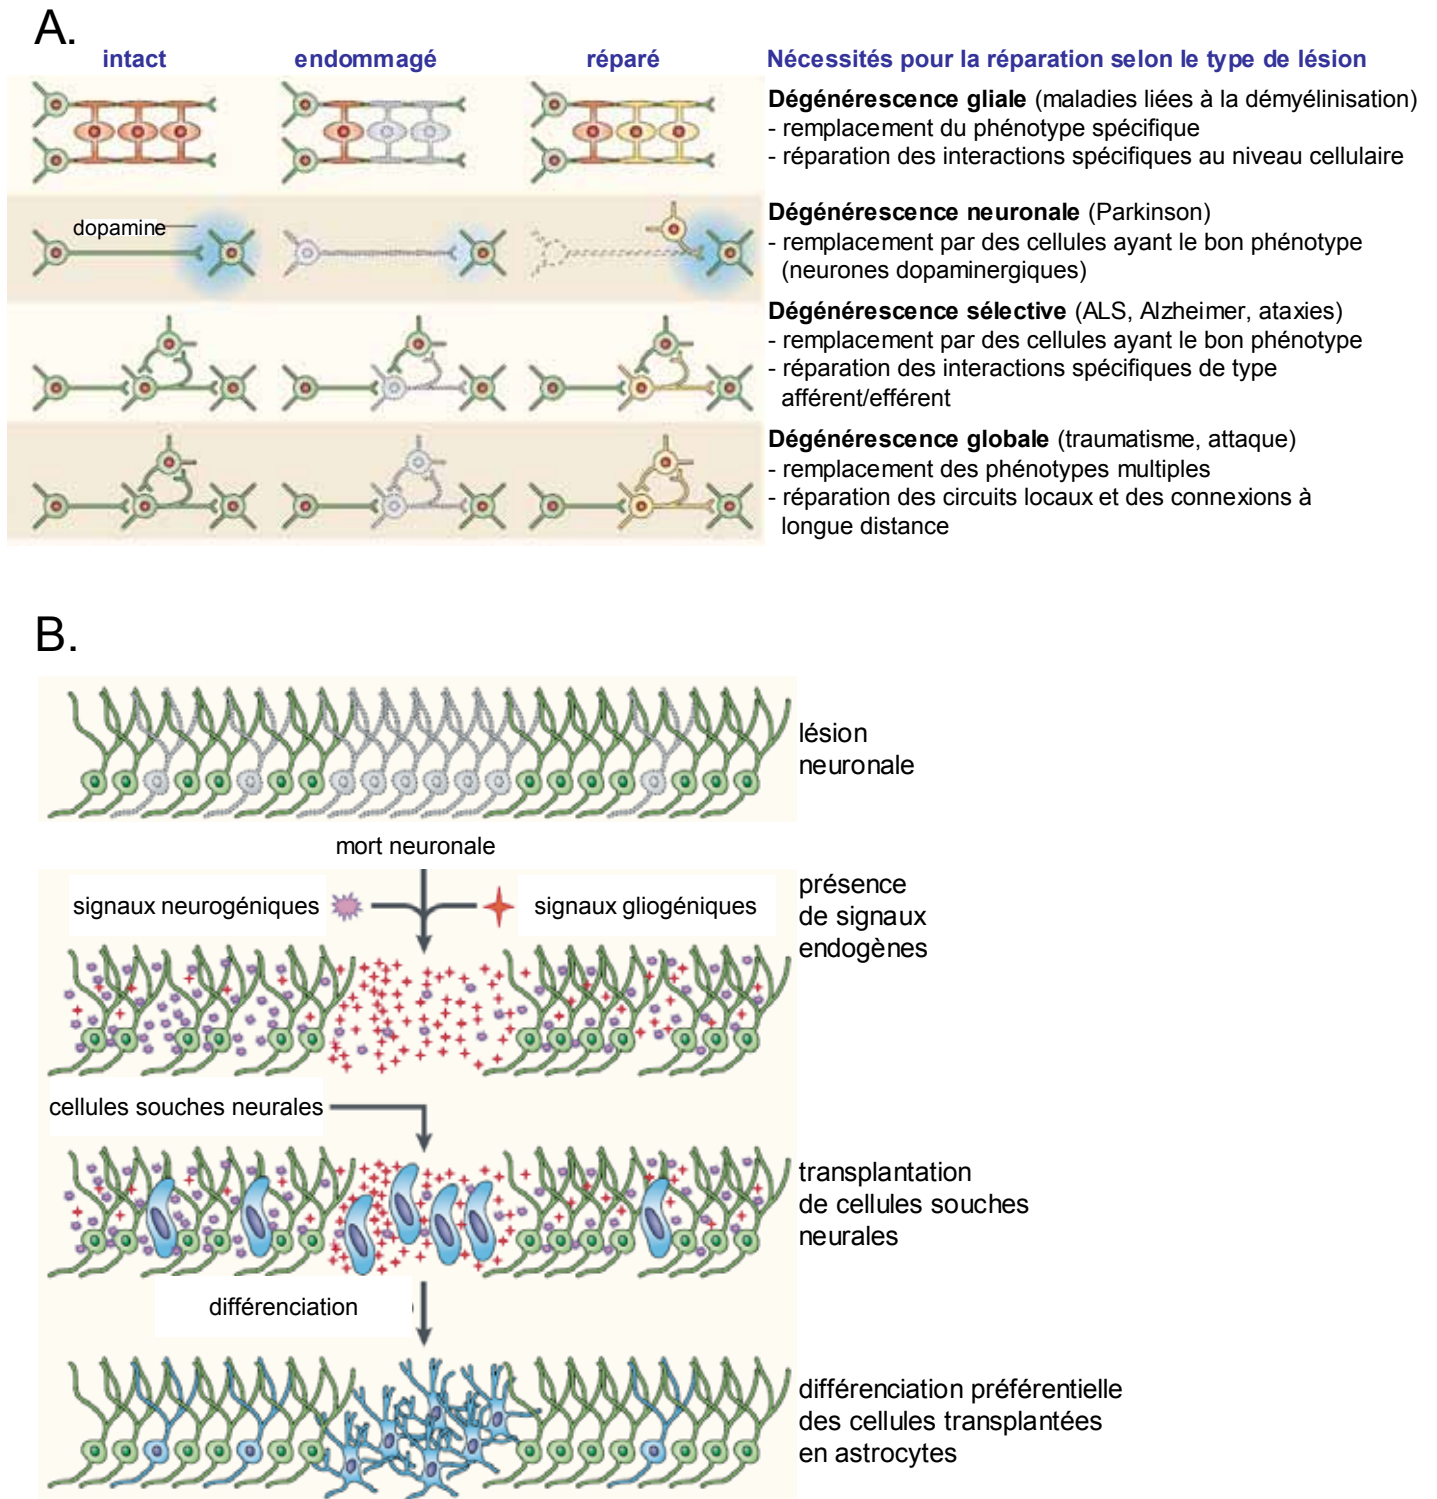 A.
intact endommagé réparé Nécessités pour la réparation selon le type de lésion
Dégénérescence gliale (maladies liées à la démyélinisation)
- remplacement du phénotype spécifique
- réparation des interactions spécifiques au niveau cellulaire
dopamine
Dégénérescence neuronale (Parkinson)
- remplacement par des cellules ayant le bon phénotype
(neurones dopaminergiques)
Dégénérescence sélective (ALS, Alzheimer, ataxies)
- remplacement par des cellules ayant le bon phénotype
- réparation des interactions spécifiques de type
afférent/efférent
Dégénérescence globale (traumatisme, attaque)
- remplacement des phénotypes multiples
- réparation des circuits locaux et des connexions à
longue distance
B.
lésion
neuronale
mort neuronale
signaux neurogéniques
signaux gliogéniques
présence
de signaux
endogènes
cellules souches neurales
transplantation
de cellules souches
neurales
différenciation
différenciation préférentielle
des cellules transplantées
en astrocytes